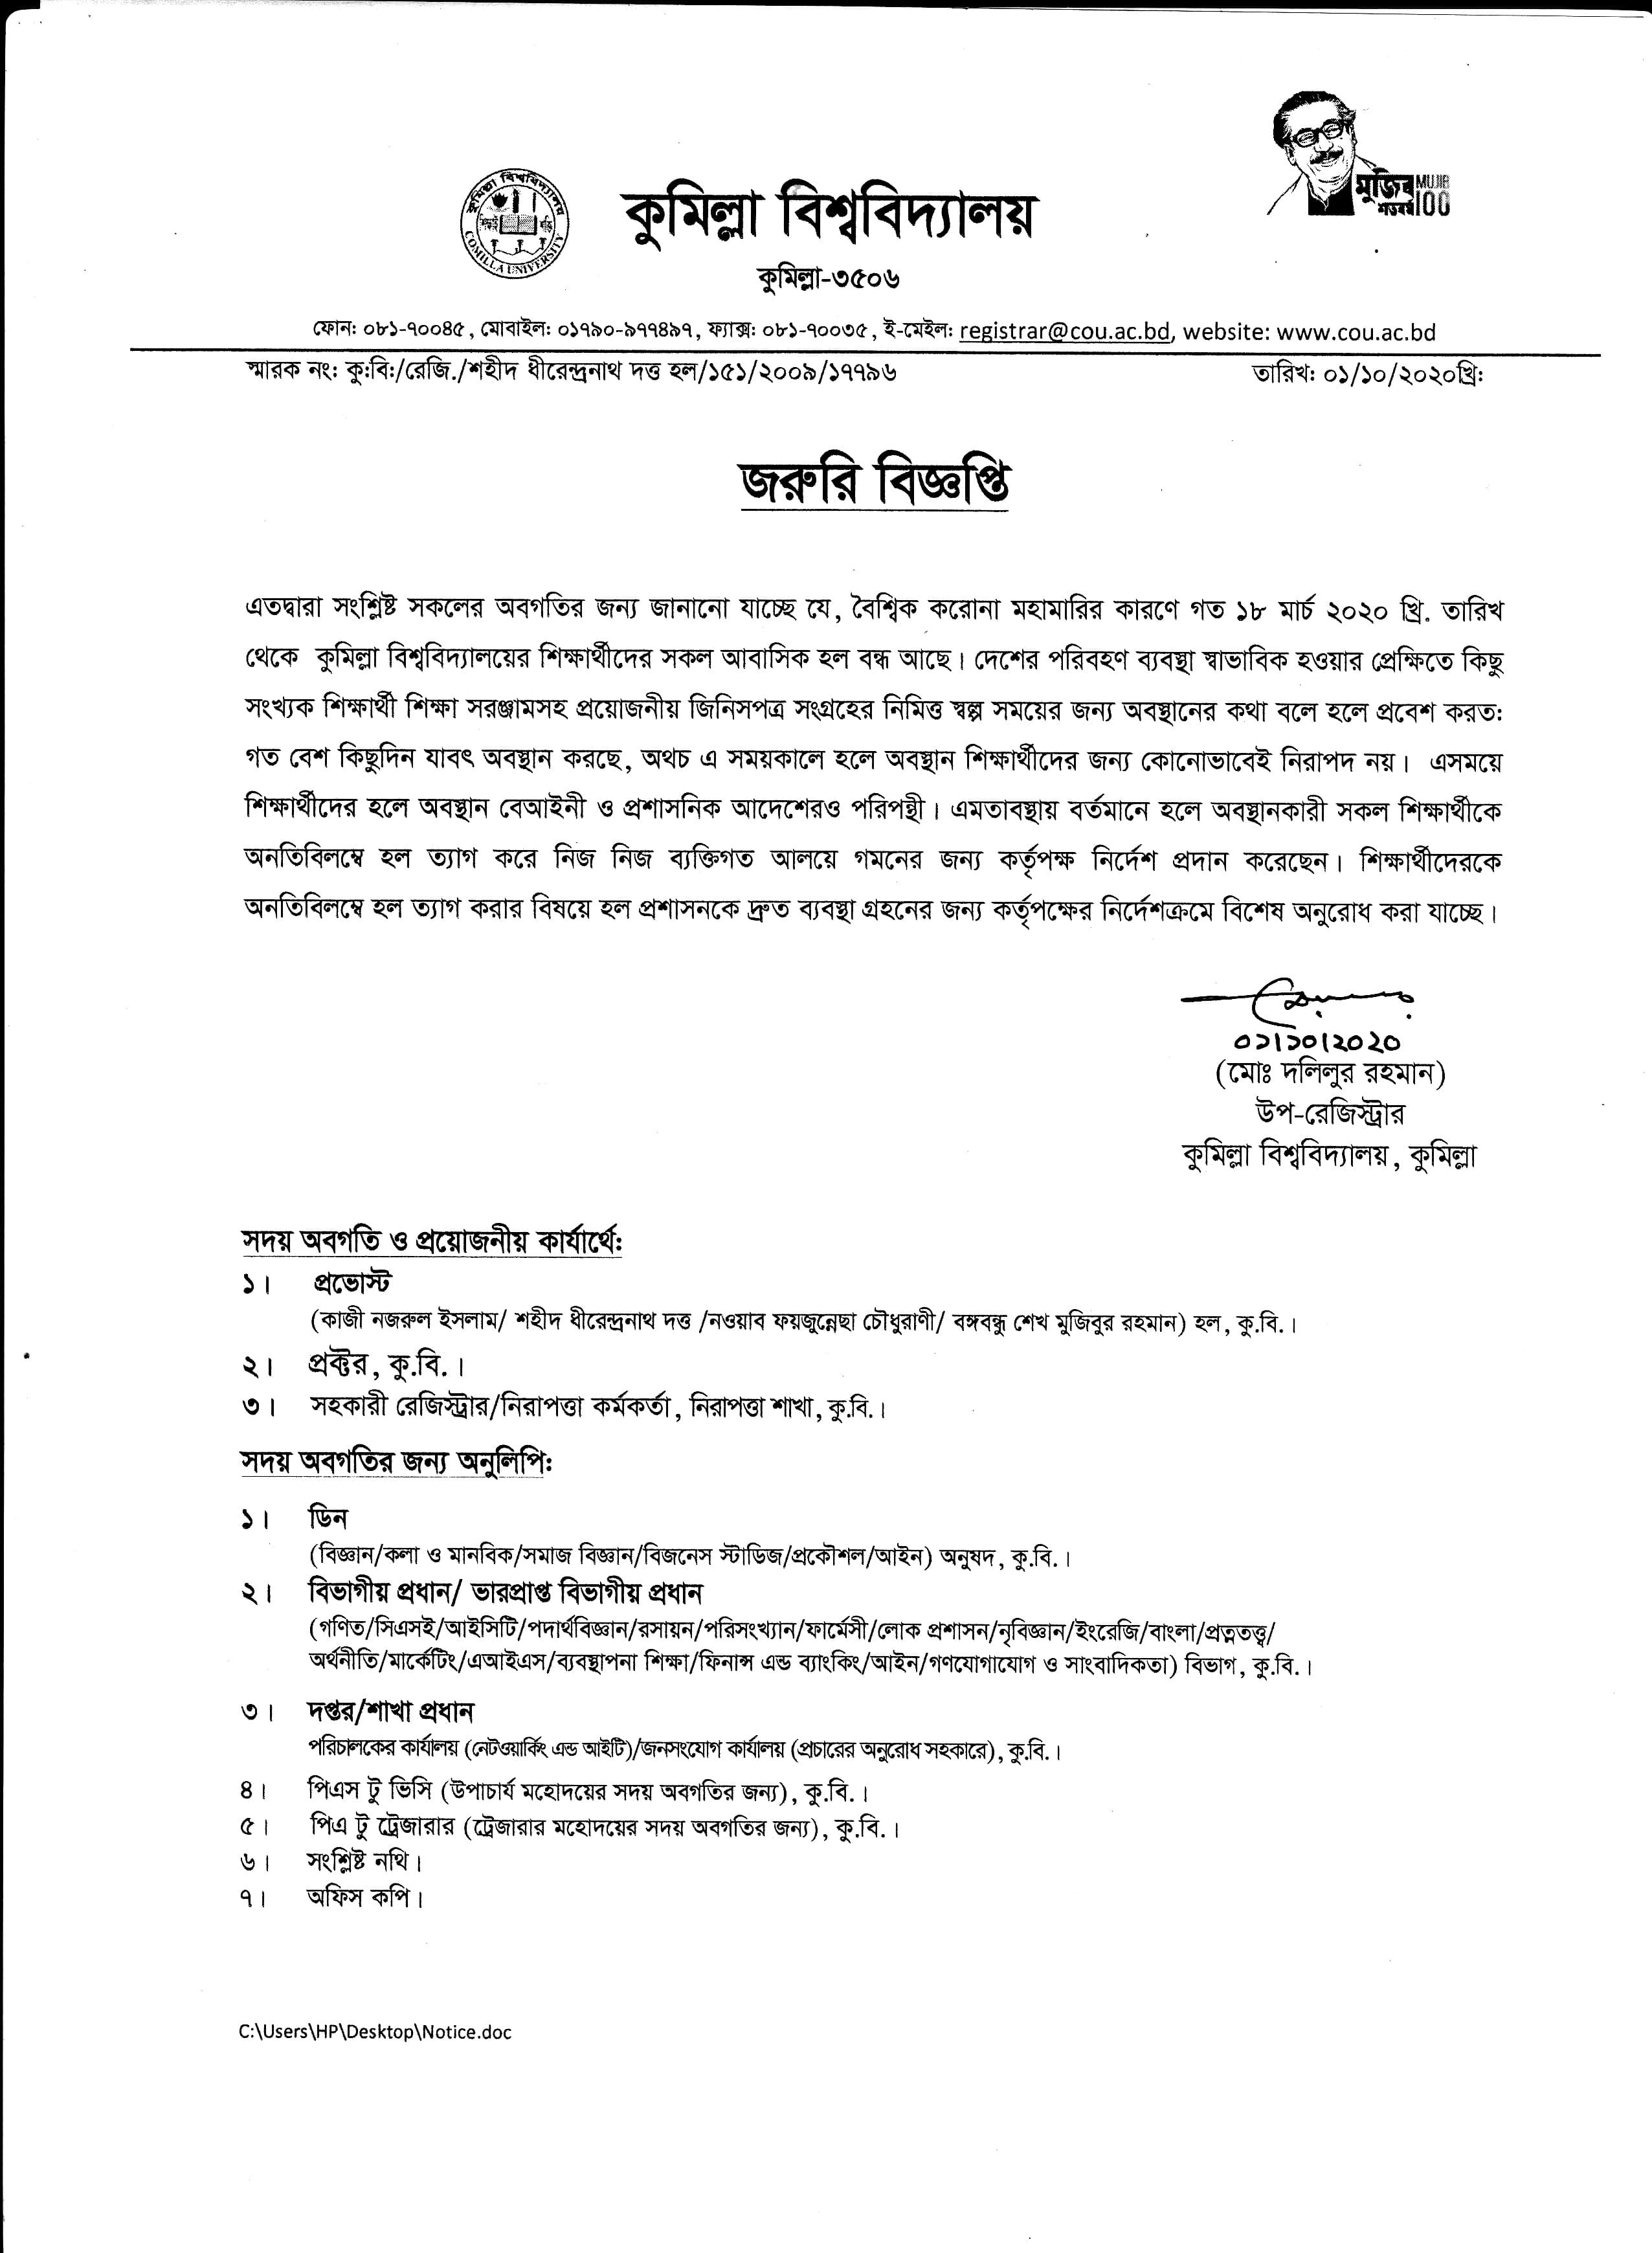 কুমিল্লা বিশ্ববিদ্যালয়
COMILLA UNIVERSITY
মুজিব MUJIB
শতবর্ষ 100
কুমিল্লা বিশ্ববিদ্যালয়
কুমিল্লা-৩৫০৬
ফোন: ০৮১-৭০০৪৫, মোবাইল: ০১৭৯০-৯৭৭৪৯৭, ফ্যাক্স: ০৮১-৭০০৩৫, ই-মেইল: registrar@cou.ac.bd, website: www.cou.ac.bd
স্মারক নং: কু:বি:/রেজি./শহীদ ধীরেন্দ্রনাথ দত্ত হল/১৫১/২০০৯/১৭৭৯৬ তারিখ: ০১/১০/২০২০খ্রি:
জরুরি বিজ্ঞপ্তি
এতদ্বারা সংশ্লিষ্ট সকলের অবগতির জন্য জানানো যাচ্ছে যে, বৈশ্বিক করোনা মহামারির কারণে গত ১৮ মার্চ ২০২০ খ্রি. তারিখ
থেকে কুমিল্লা বিশ্ববিদ্যালয়ের শিক্ষার্থীদের সকল আবাসিক হল বন্ধ আছে। দেশের পরিবহণ ব্যবস্থা স্বাভাবিক হওয়ার প্রেক্ষিতে কিছু
সংখ্যক শিক্ষার্থী শিক্ষা সরঞ্জামসহ প্রয়োজনীয় জিনিসপত্র সংগ্রহের নিমিত্ত স্বল্প সময়ের জন্য অবস্থানের কথা বলে হলে প্রবেশ করত:
গত বেশ কিছুদিন যাবৎ অবস্থান করছে, অথচ এ সময়কালে হলে অবস্থান শিক্ষার্থীদের জন্য কোনোভাবেই নিরাপদ নয়। এসময়ে
শিক্ষার্থীদের হলে অবস্থান বেআইনী ও প্রশাসনিক আদেশেরও পরিপন্থী। এমতাবস্থায় বর্তমানে হলে অবস্থানকারী সকল শিক্ষার্থীকে
অনতিবিলম্বে হল ত্যাগ করে নিজ নিজ ব্যক্তিগত আলয়ে গমনের জন্য কর্তৃপক্ষ নির্দেশ প্রদান করেছেন। শিক্ষার্থীদেরকে
অনতিবিলম্বে হল ত্যাগ করার বিষয়ে হল প্রশাসনকে দ্রুত ব্যবস্থা গ্রহনের জন্য কর্তৃপক্ষের নির্দেশক্রমে বিশেষ অনুরোধ করা যাচ্ছে।
০১।১০।২০২০
(মোঃ দলিলুর রহমান)
উপ-রেজিস্ট্রার
কুমিল্লা বিশ্ববিদ্যালয়, কুমিল্লা
সদয় অবগতি ও প্রয়োজনীয় কার্যার্থে:
১। প্রভোস্ট
(কাজী নজরুল ইসলাম/ শহীদ ধীরেন্দ্রনাথ দত্ত /নওয়াব ফয়জুন্নেছা চৌধুরাণী/ বঙ্গবন্ধু শেখ মুজিবুর রহমান) হল, কু.বি.।
২। প্রক্টর, কু.বি.।
৩। সহকারী রেজিস্ট্রার/নিরাপত্তা কর্মকর্তা, নিরাপত্তা শাখা, কু.বি.।
সদয় অবগতির জন্য অনুলিপি:
১। ডিন
(বিজ্ঞান/কলা ও মানবিক/সমাজ বিজ্ঞান/বিজনেস স্টাডিজ/প্রকৌশল/আইন) অনুষদ, কু.বি.।
২। বিভাগীয় প্রধান/ ভারপ্রাপ্ত বিভাগীয় প্রধান
(গণিত/সিএসই/আইসিটি/পদার্থবিজ্ঞান/রসায়ন/পরিসংখ্যান/ফার্মেসী/লোক প্রশাসন/নৃবিজ্ঞান/ইংরেজি/বাংলা/প্রত্নতত্ত্ব/
অর্থনীতি/মার্কেটিং/এআইএস/ব্যবস্থাপনা শিক্ষা/ফিনান্স এন্ড ব্যাংকিং/আইন/গণযোগাযোগ ও সাংবাদিকতা) বিভাগ, কু.বি.।
৩। দপ্তর/শাখা প্রধান
পরিচালকের কার্যালয় (নেটওয়ার্কিং এন্ড আইটি)/জনসংযোগ কার্যালয় (প্রচারের অনুরোধ সহকারে), কু.বি.।
৪। পিএস টু ভিসি (উপাচার্য মহোদয়ের সদয় অবগতির জন্য), কু.বি.।
৫। পিএ টু ট্রেজারার (ট্রেজারার মহোদয়ের সদয় অবগতির জন্য), কু.বি.।
৬। সংশ্লিষ্ট নথি।
৭। অফিস কপি।
C:\Users\HP\Desktop\Notice.doc